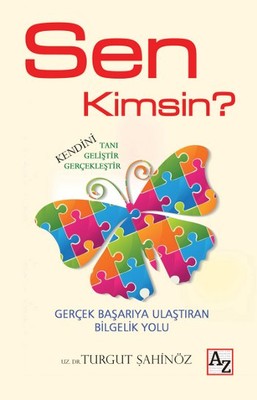 Sen
Kimsin?
KENDİNİ
TANI
GELİŞTİR
GERÇEKLEŞTİR
GERÇEK BAŞARIYA ULAŞTIRAN
BİLGELİK YOLU
UZ. DR. TURGUT ŞAHİNÖZ
AZ